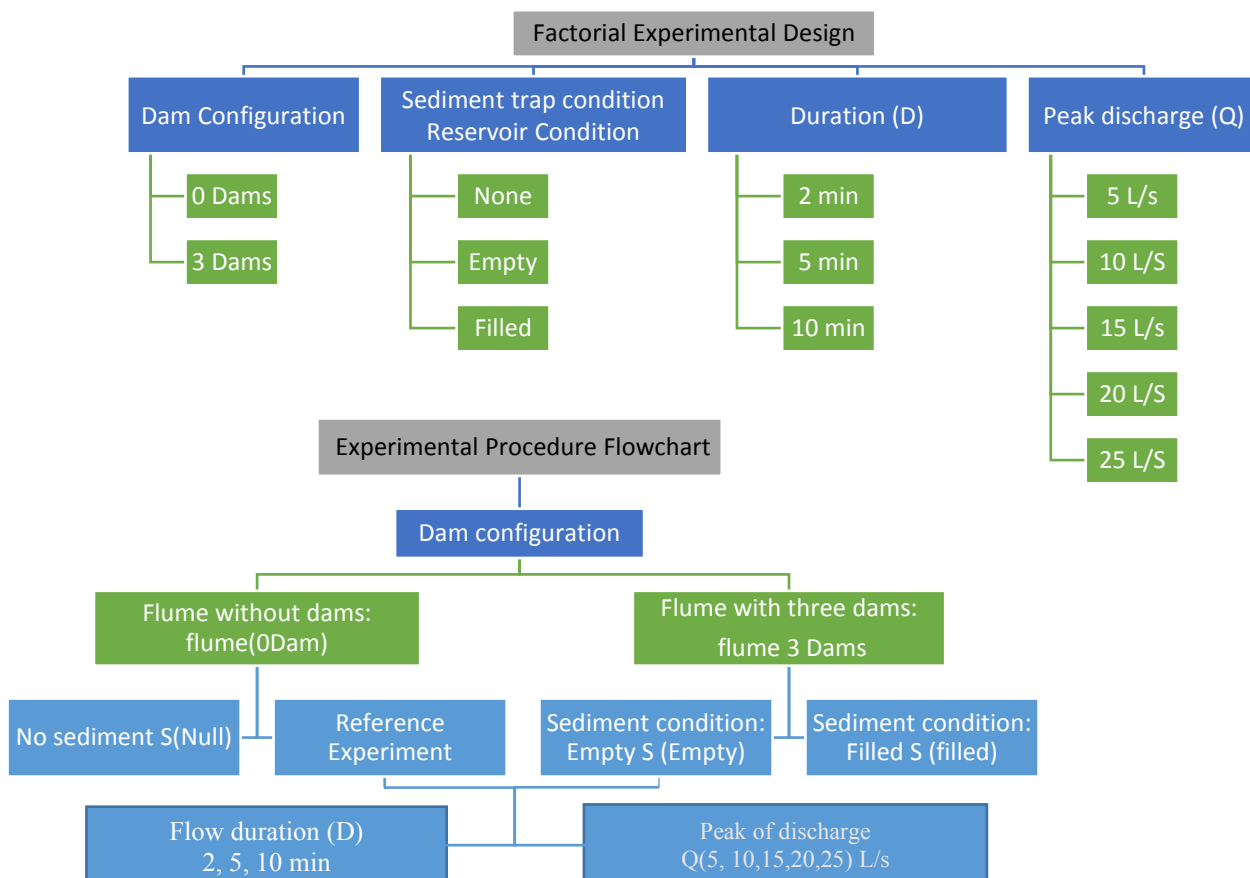 Factorial Experimental Design
Dam Configuration
0 Dams
3 Dams
Sediment trap condition
Reservoir Condition
None
Empty
Filled
Duration (D)
2 min
5 min
10 min
Peak discharge (Q)
5 L/s
10 L/S
15 L/s
20 L/S
25 L/S
Experimental Procedure Flowchart
Dam configuration
Flume without dams:
flume(0Dam)
Flume with three dams:
flume 3 Dams
No sediment S(Null)
Reference
Experiment
Sediment condition:
Empty S (Empty)
Sediment condition:
Filled S (filled)
Flow duration (D)
2, 5, 10 min
Peak of discharge
Q(5, 10,15,20,25) L/s